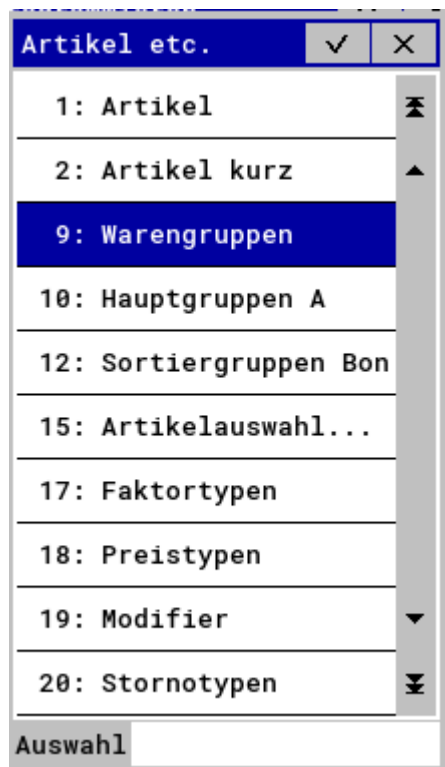 Artikel etc.
1: Artikel
2: Artikel kurz
9: Warengruppen
10: Hauptgruppen A
12: Sortiergruppen Bon
15: Artikelauswahl...
17: Faktortypen
18: Preistypen
19: Modifier
20: Stornotypen
Auswahl